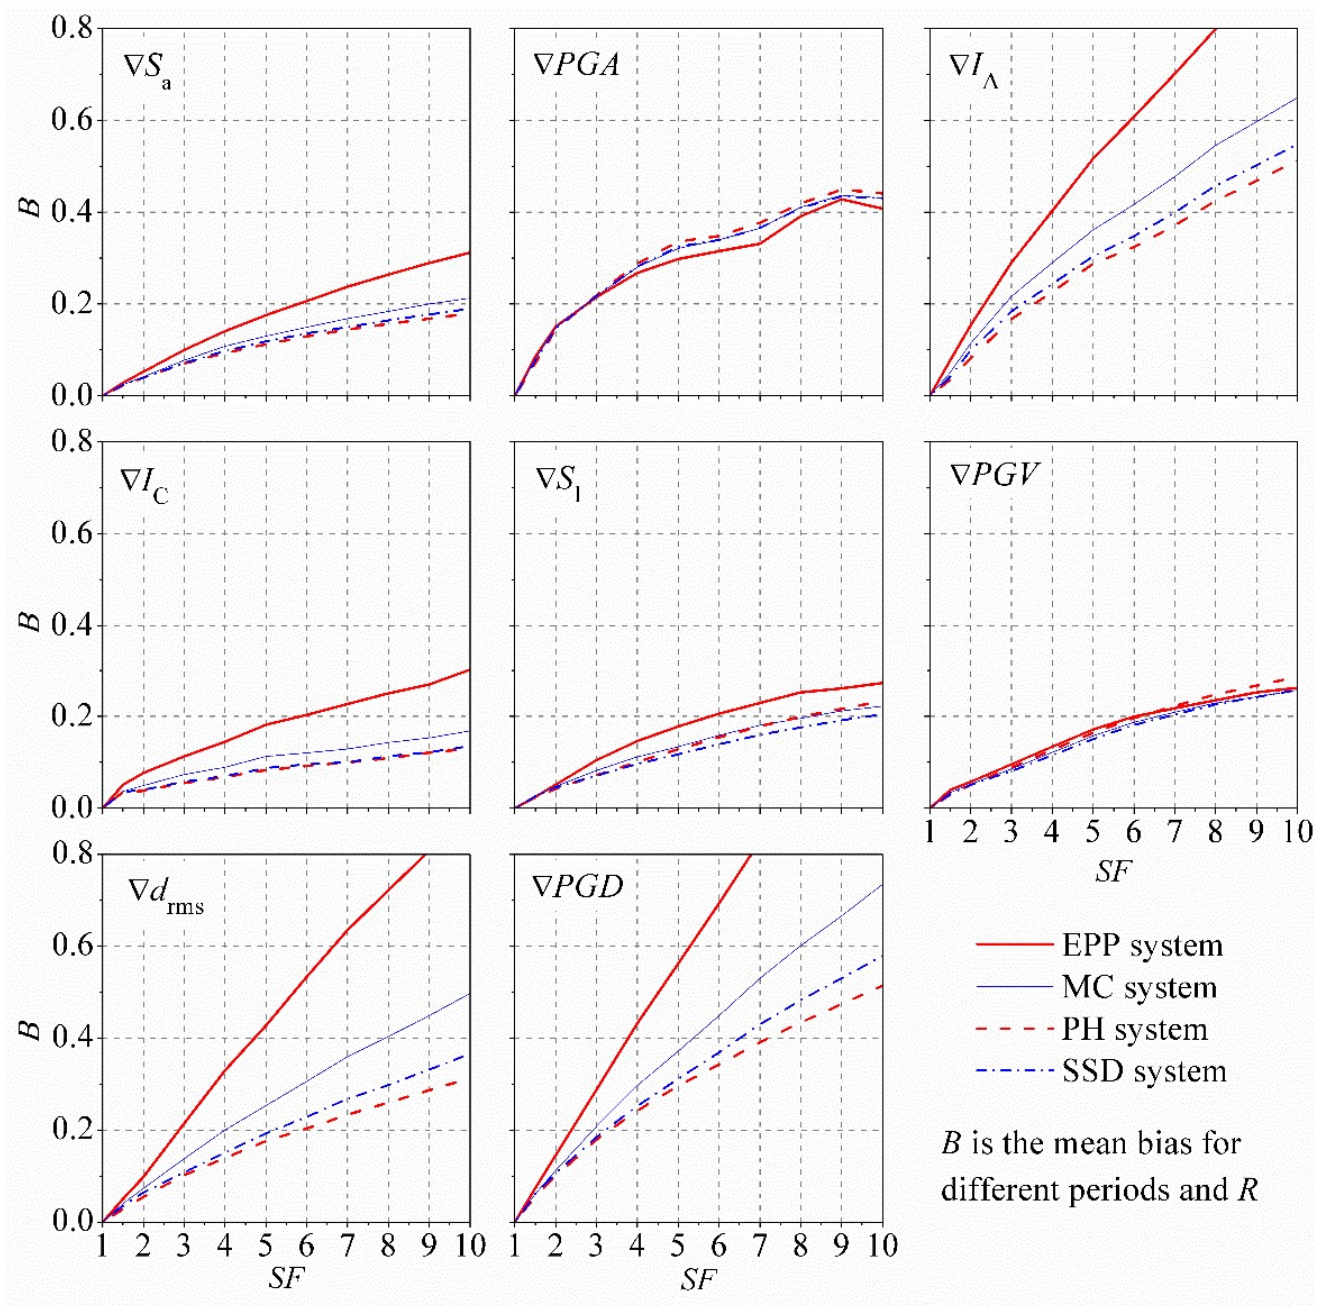 0.8
0.6
0.4
0.2
0.0
B
∇Sa
∇PGA
∇IA
0.8
0.6
0.4
0.2
0.0
B
∇IC
∇SI
∇PGV
1 2 3 4 5 6 7 8 9 10
SF
0.8
0.6
0.4
0.2
0.0
B
∇drms
∇PGD
1 2 3 4 5 6 7 8 9 10
SF
1 2 3 4 5 6 7 8 9 10
SF
EPP system
MC system
PH system
SSD system
B is the mean bias for
different periods and R